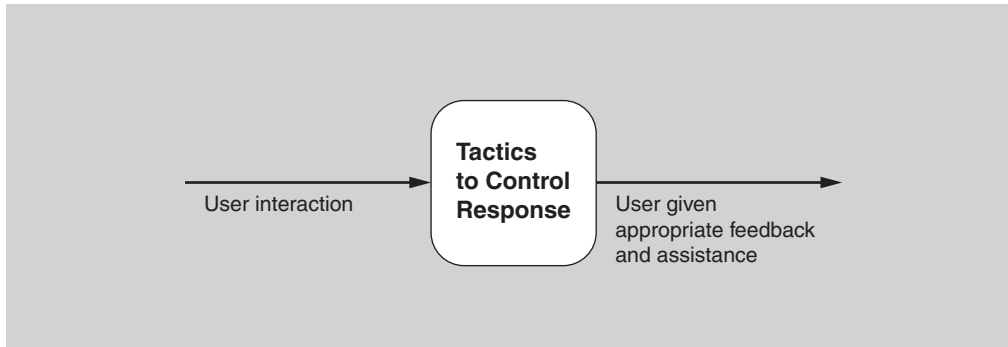 User interaction
Tactics
to Control
Response
User given
appropriate feedback
and assistance